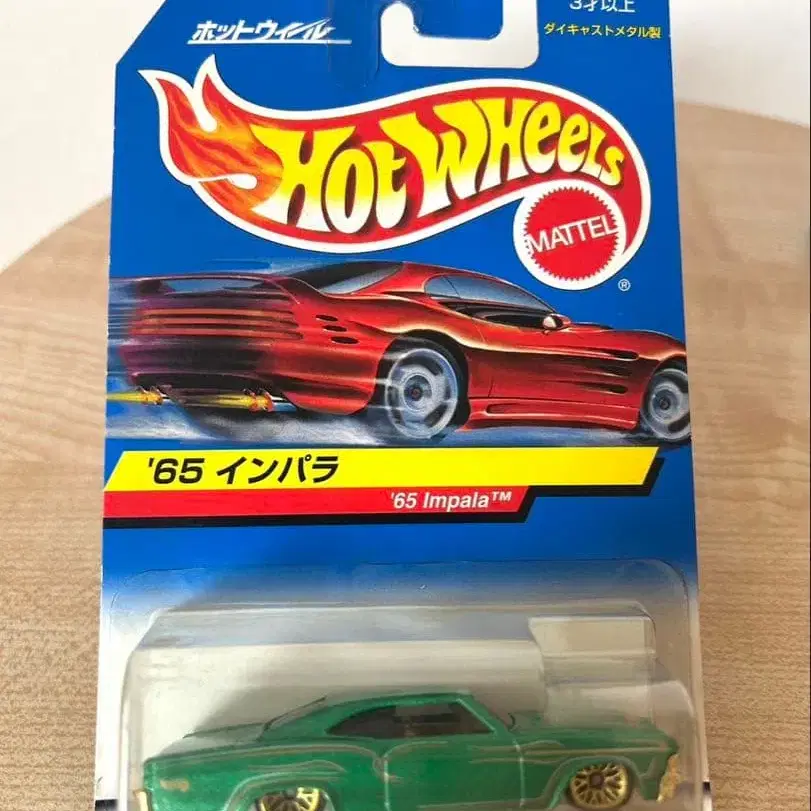 ホットウィール
3才以上
ダイキャストメタル製
HOT WHEELS
MATTEL
®
'65 インパラ
'65 Impala™